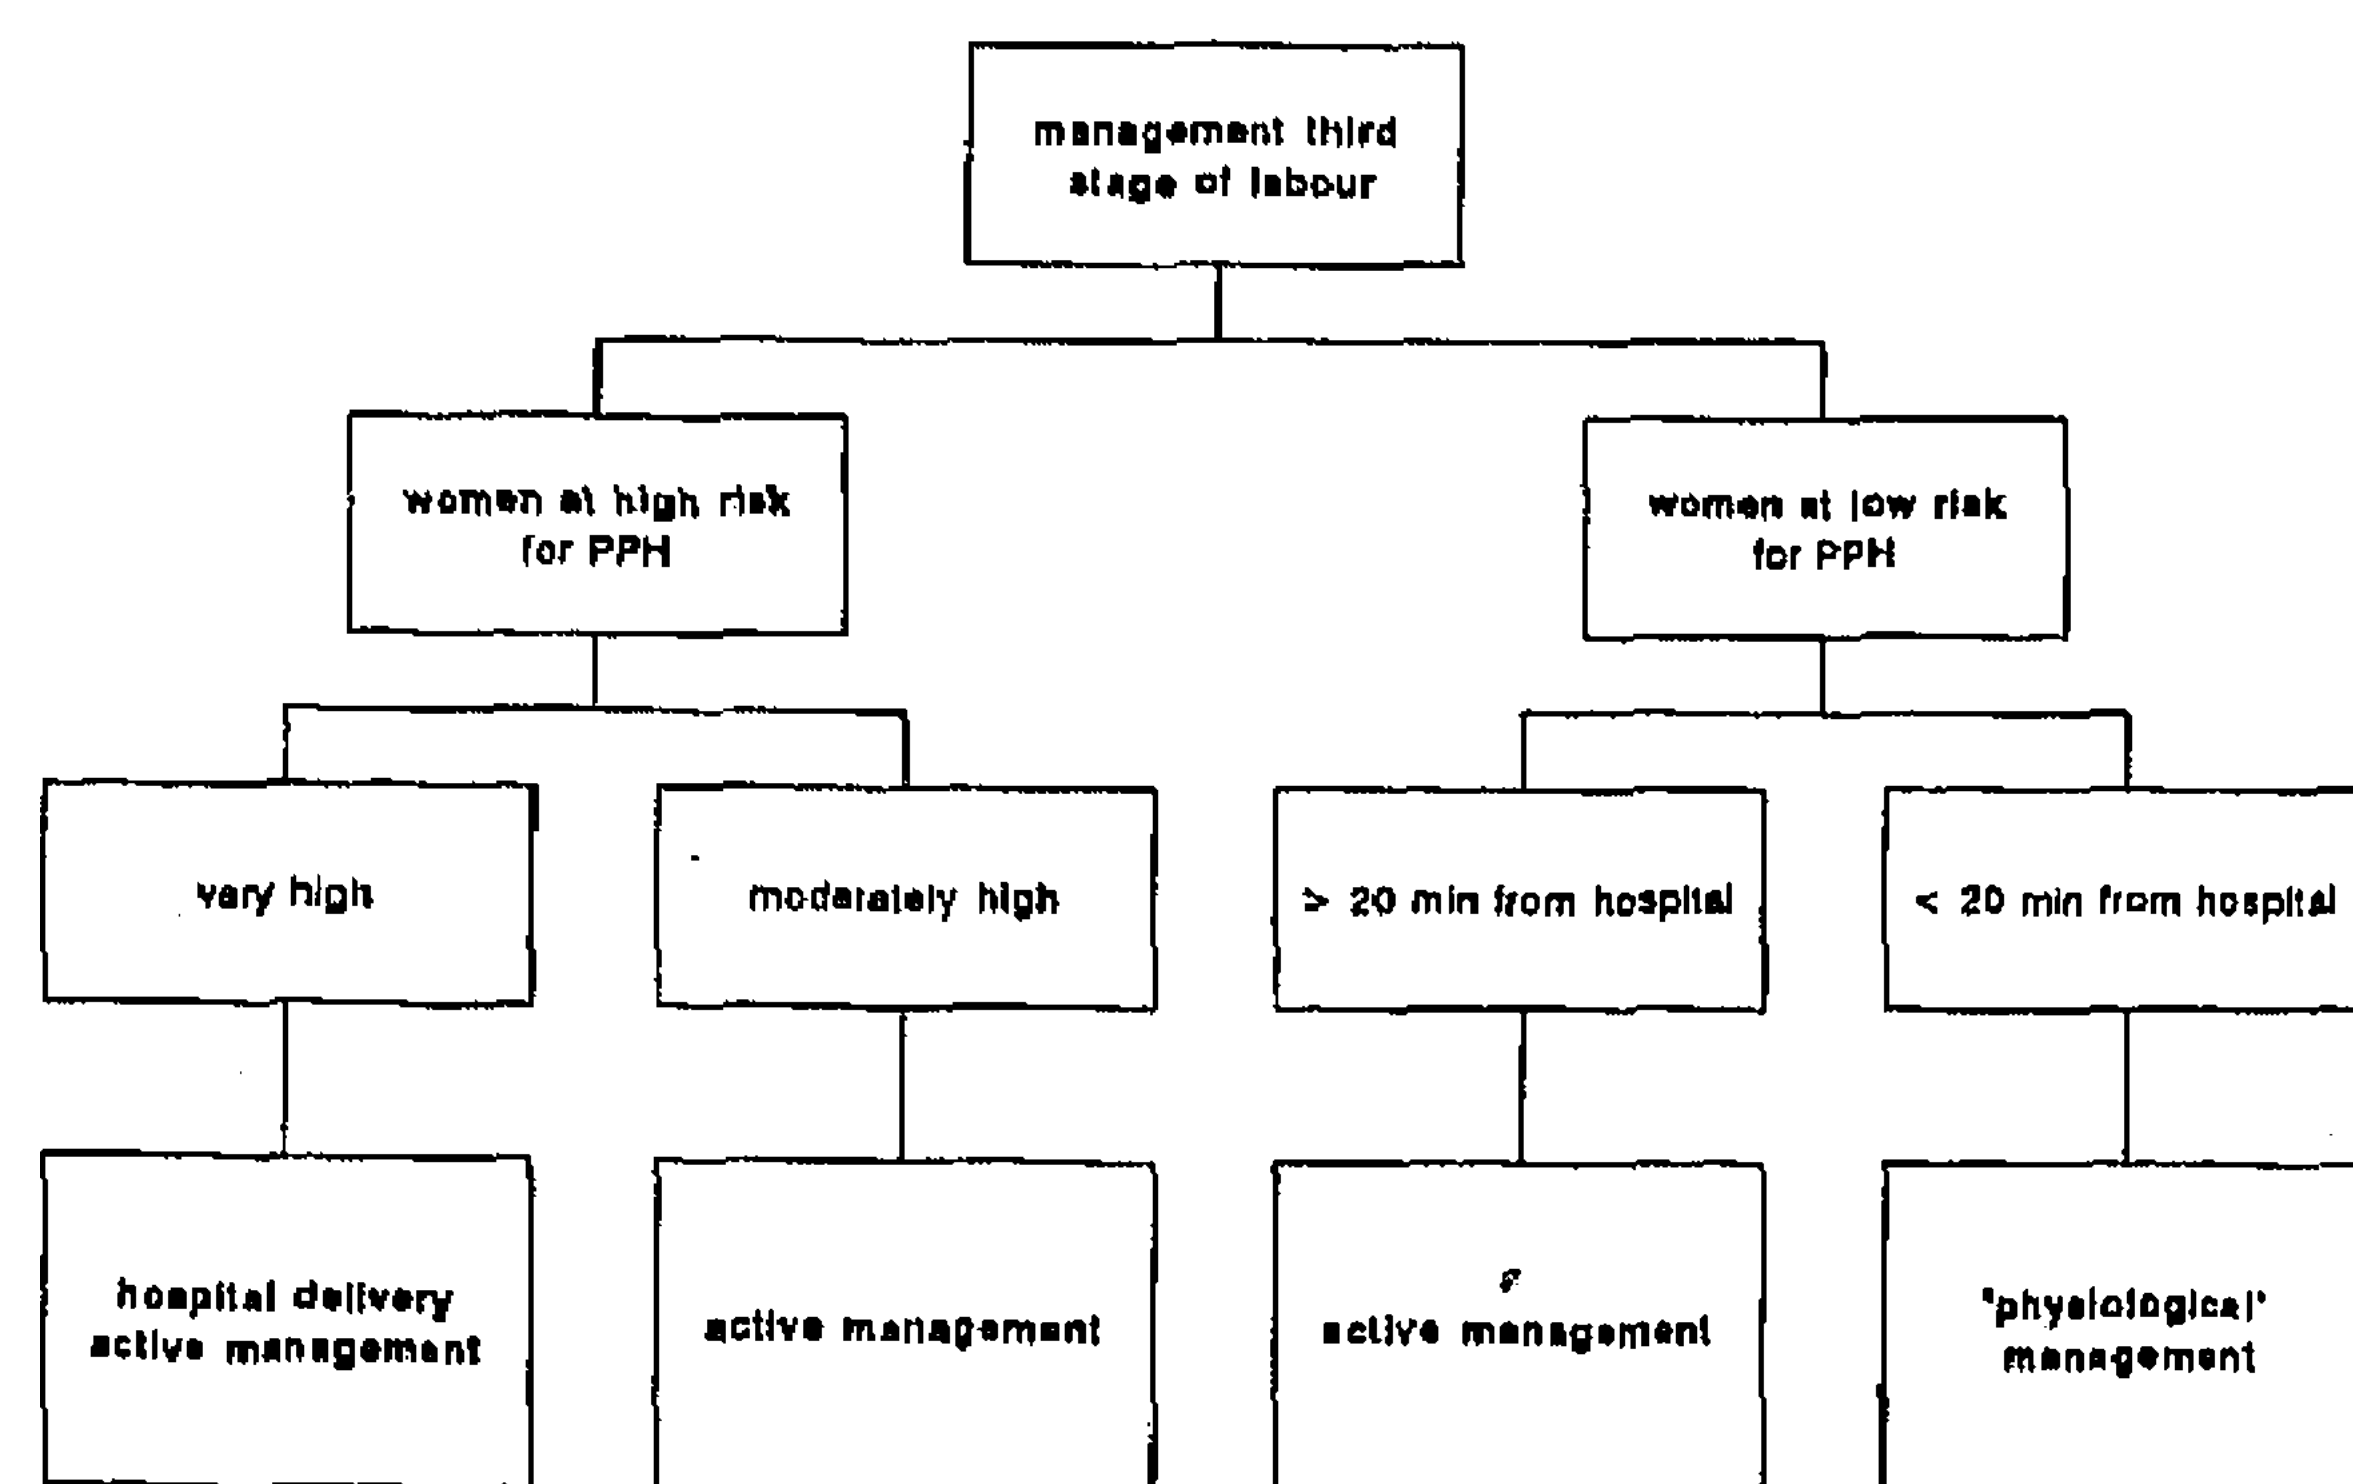 management third
stage of labour
women at high risk
for PPH
women at low risk
for PPH
very high
moderately high
> 20 min from hospital
< 20 min from hospital
hospital delivery
active management
active management
active management
'physiological'
management